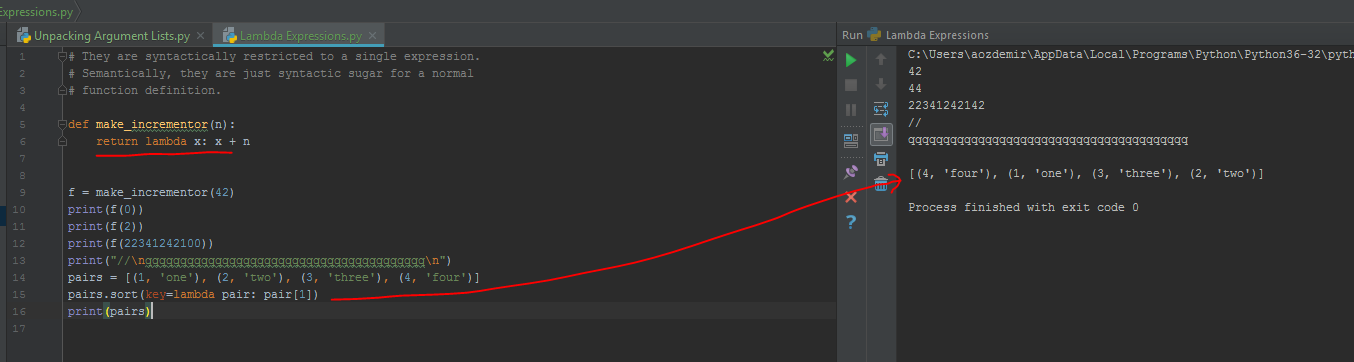 Expressions.py
Unpacking Argument Lists.py
Lambda Expressions.py
1 # They are syntactically restricted to a single expression.
2 # Semantically, they are just syntactic sugar for a normal
3 # function definition.
4
5 def make_incrementor(n):
6 return lambda x: x + n
7
8
9 f = make_incrementor(42)
10 print(f(0))
11 print(f(2))
12 print(f(22341242100))
13 print("//\nqqqqqqqqqqqqqqqqqqqqqqqqqqqqqqqqqqqqqqqq\n")
14 pairs = [(1, 'one'), (2, 'two'), (3, 'three'), (4, 'four')]
15 pairs.sort(key=lambda pair: pair[1])
16 print(pairs)
17
Run Lambda Expressions
C:\Users\aozdemir\AppData\Local\Programs\Python\Python36-32\pyth
42
44
22341242142
//
qqqqqqqqqqqqqqqqqqqqqqqqqqqqqqqqqqqqqqqq
[(4, 'four'), (1, 'one'), (3, 'three'), (2, 'two')]
Process finished with exit code 0